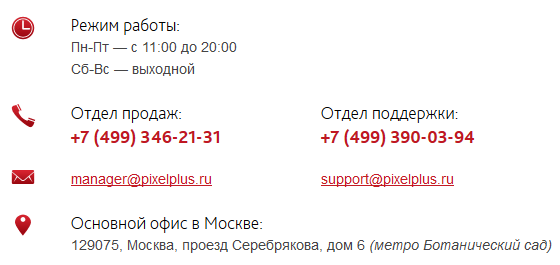 Режим работы:
Пн-Пт — с 11:00 до 20:00
Сб-Вс — выходной
Отдел продаж:
+7 (499) 346-21-31
manager@pixelplus.ru
Отдел поддержки:
+7 (499) 390-03-94
support@pixelplus.ru
Основной офис в Москве:
129075, Москва, проезд Серебрякова, дом 6 (метро Ботанический сад)